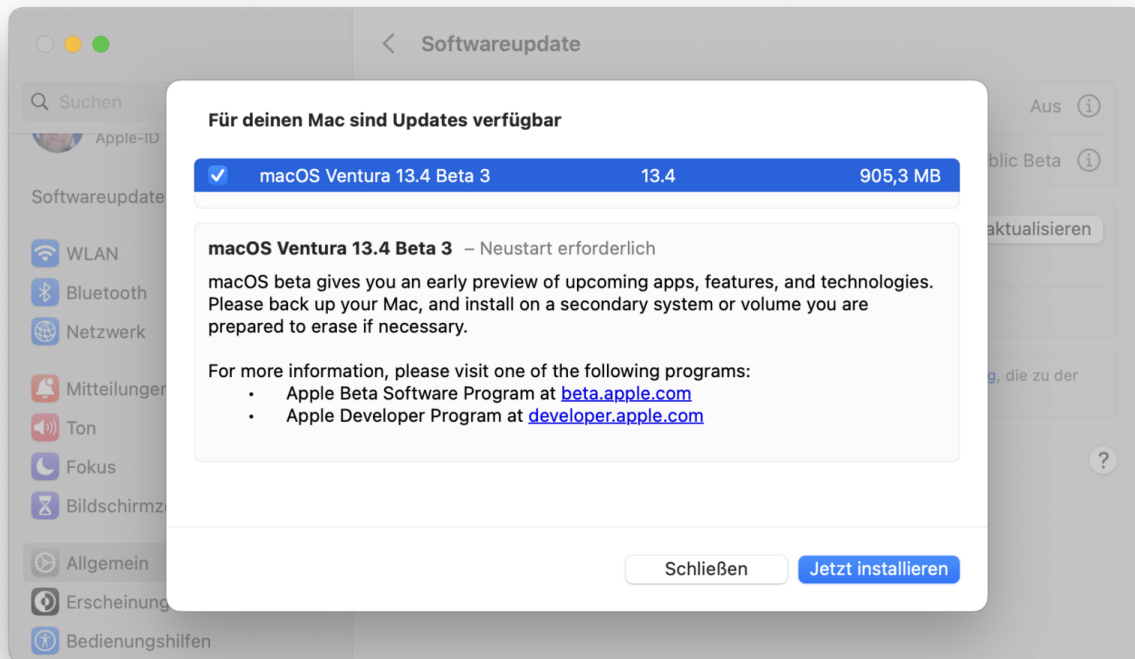 Softwareupdate
Suchen
Apple-ID
Softwareupdate
WLAN
Bluetooth
Netzwerk
Ton
Fokus
Allgemein
Bedienungshilfen
Aus
Beta
aktualisieren
die zu der
?
Für deinen Mac sind Updates verfügbar
macOS Ventura 13.4 Beta 3 13.4 905,3 MB
macOS Ventura 13.4 Beta 3 – Neustart erforderlich
macOS beta gives you an early preview of upcoming apps, features, and technologies.
Please back up your Mac, and install on a secondary system or volume you are
prepared to erase if necessary.
For more information, please visit one of the following programs:
• Apple Beta Software Program at beta.apple.com
• Apple Developer Program at developer.apple.com
Schließen
Jetzt installieren